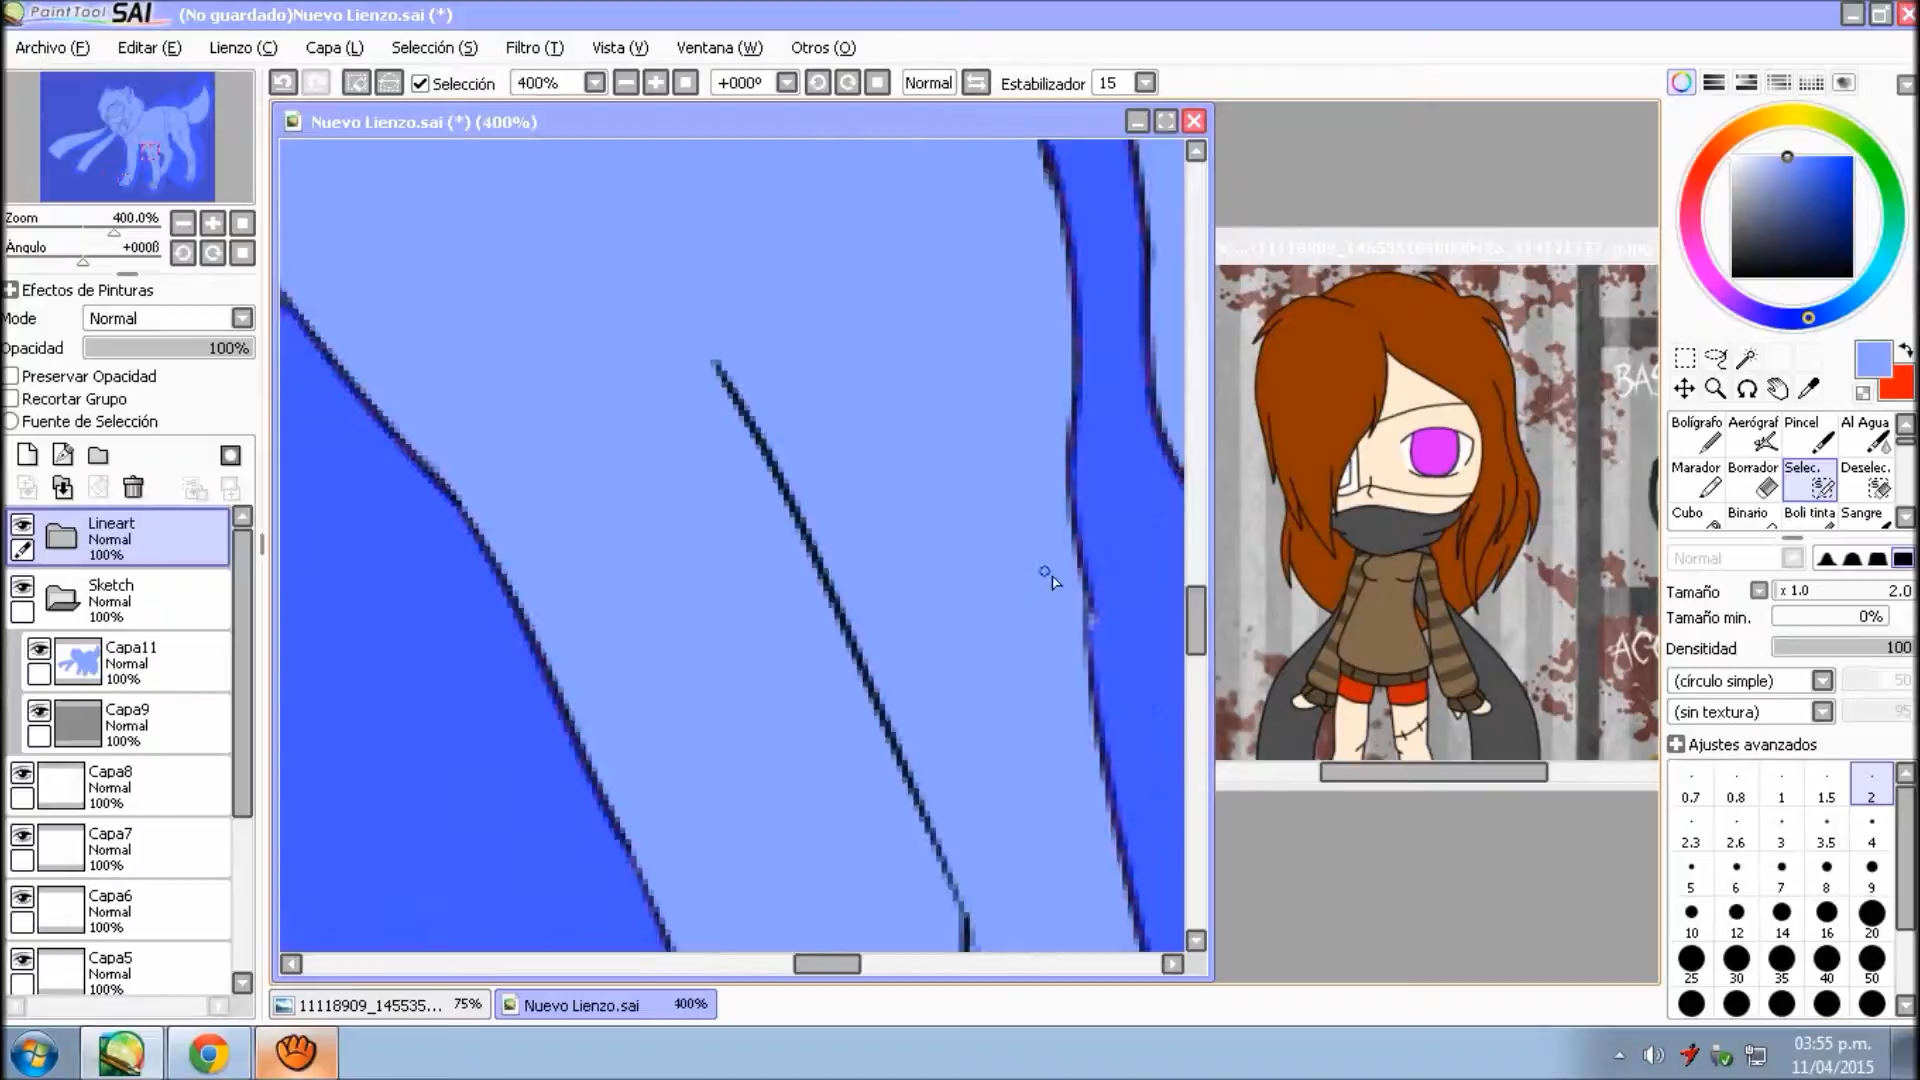 PaintTool SAI (No guardado)Nuevo Lienzo.sai (*)
Archivo (F) Editar (E) Lienzo (C) Capa (L) Selección (S) Filtro (T) Vista (V) Ventana (W) Otros (O)
Selección 400% +000º Normal Estabilizador 15
Nuevo Lienzo.sai (*) (400%)
Zoom 400.0%
Ángulo +000ß
Efectos de Pinturas
Mode Normal
Opacidad 100%
Preservar Opacidad
Recortar Grupo
Fuente de Selección
Lineart
Normal
100%
Sketch
Normal
100%
Capa11
Normal
100%
Capa9
Normal
100%
Capa8
Normal
100%
Capa7
Normal
100%
Capa6
Normal
100%
Capa5
Normal
100%
BAS
Bolígrafo Aerógraf Pincel Al Agua
Marador Borrador Selec. Deselec.
Cubo Binario Boli tinta Sangre
Normal
Tamaño x 1.0 2.0
Tamaño min. 0%
Densitidad 100
(círculo simple) 50
(sin textura) 95
Ajustes avanzados
0.7 0.8 1 1.5 2
2.3 2.6 3 3.5 4
5 6 7 8 9
10 12 14 16 20
25 30 35 40 50
11118909_145535... 75% Nuevo Lienzo.sai 400%
03:55 p.m.
11/04/2015